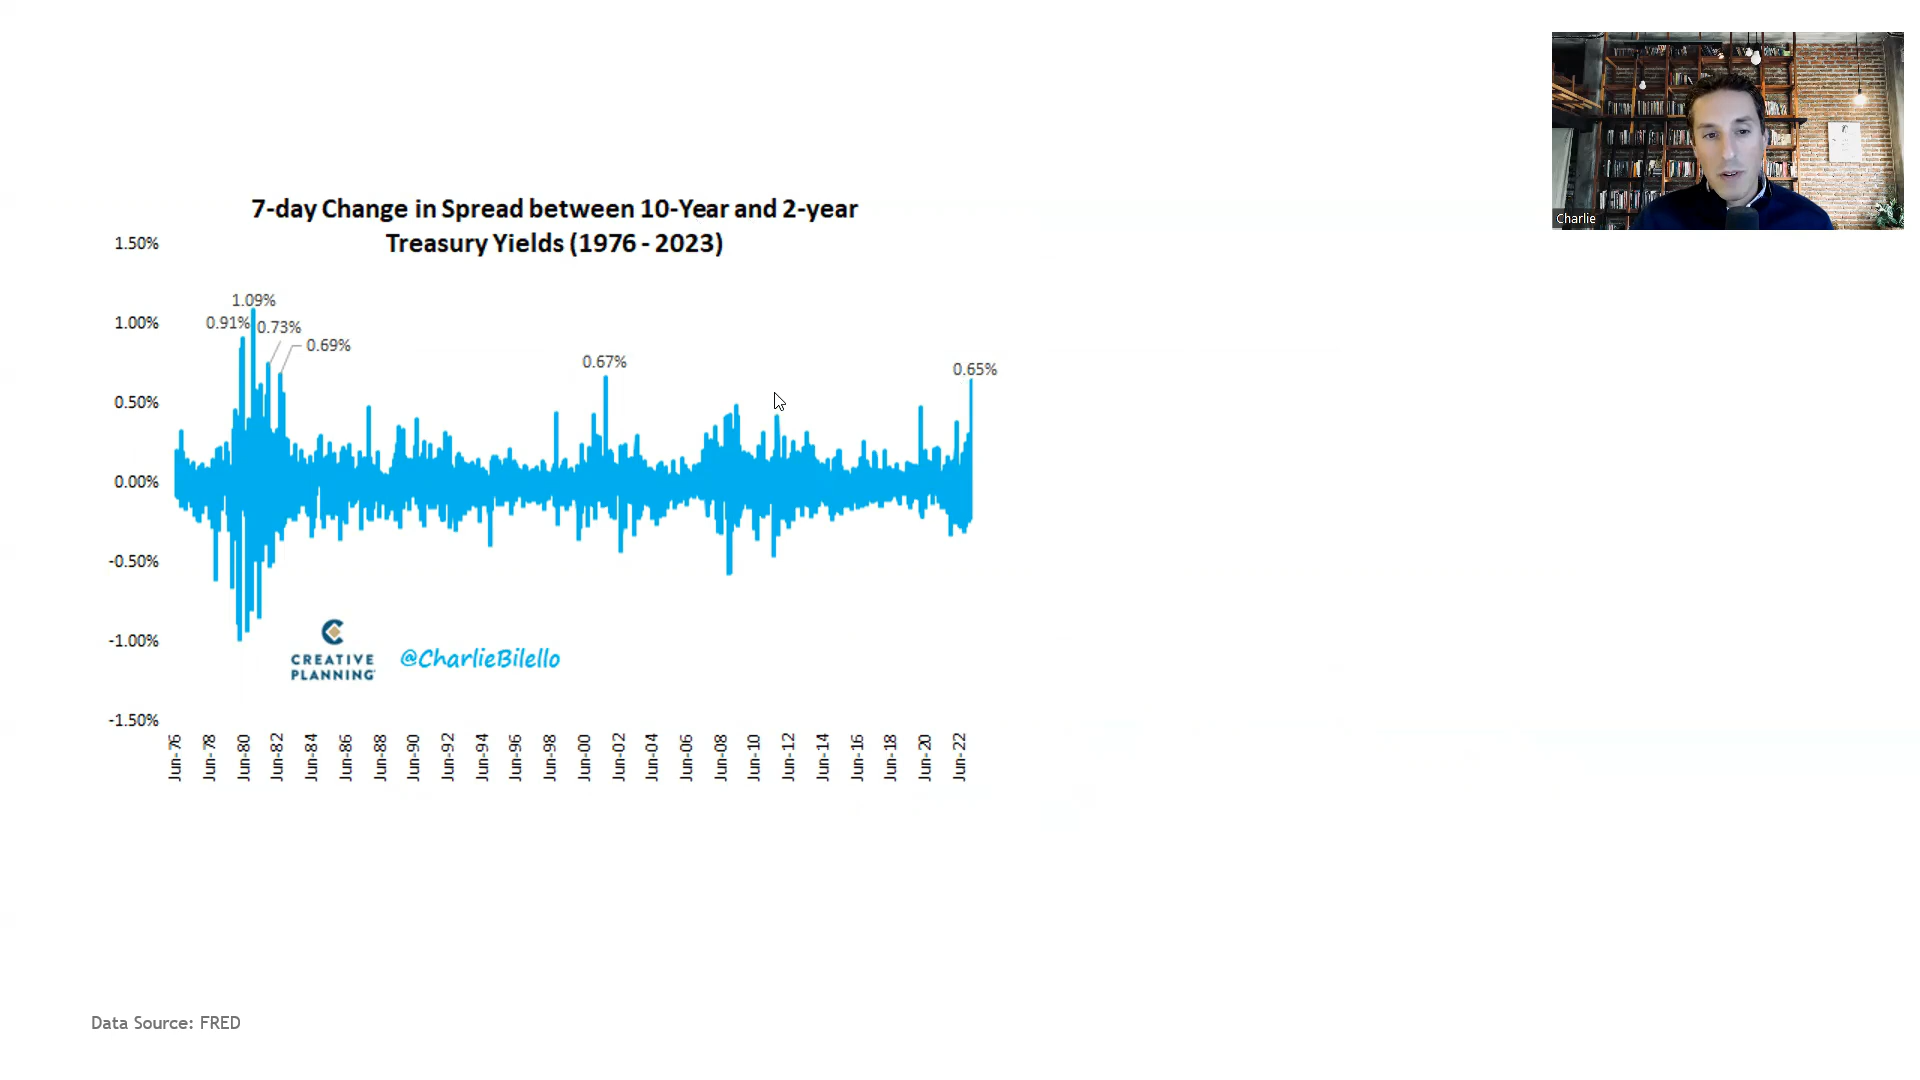 Charlie
7-day Change in Spread between 10-Year and 2-year
Treasury Yields (1976 - 2023)
1.50%
1.00%
0.50%
0.00%
-0.50%
-1.00%
-1.50%
1.09%
0.91%
0.73%
0.69%
0.67%
0.65%
CREATIVE
PLANNING
@CharlieBilello
Jun-76
Jun-78
Jun-80
Jun-82
Jun-84
Jun-86
Jun-88
Jun-90
Jun-92
Jun-94
Jun-96
Jun-98
Jun-00
Jun-02
Jun-04
Jun-06
Jun-08
Jun-10
Jun-12
Jun-14
Jun-16
Jun-18
Jun-20
Jun-22
Data Source: FRED